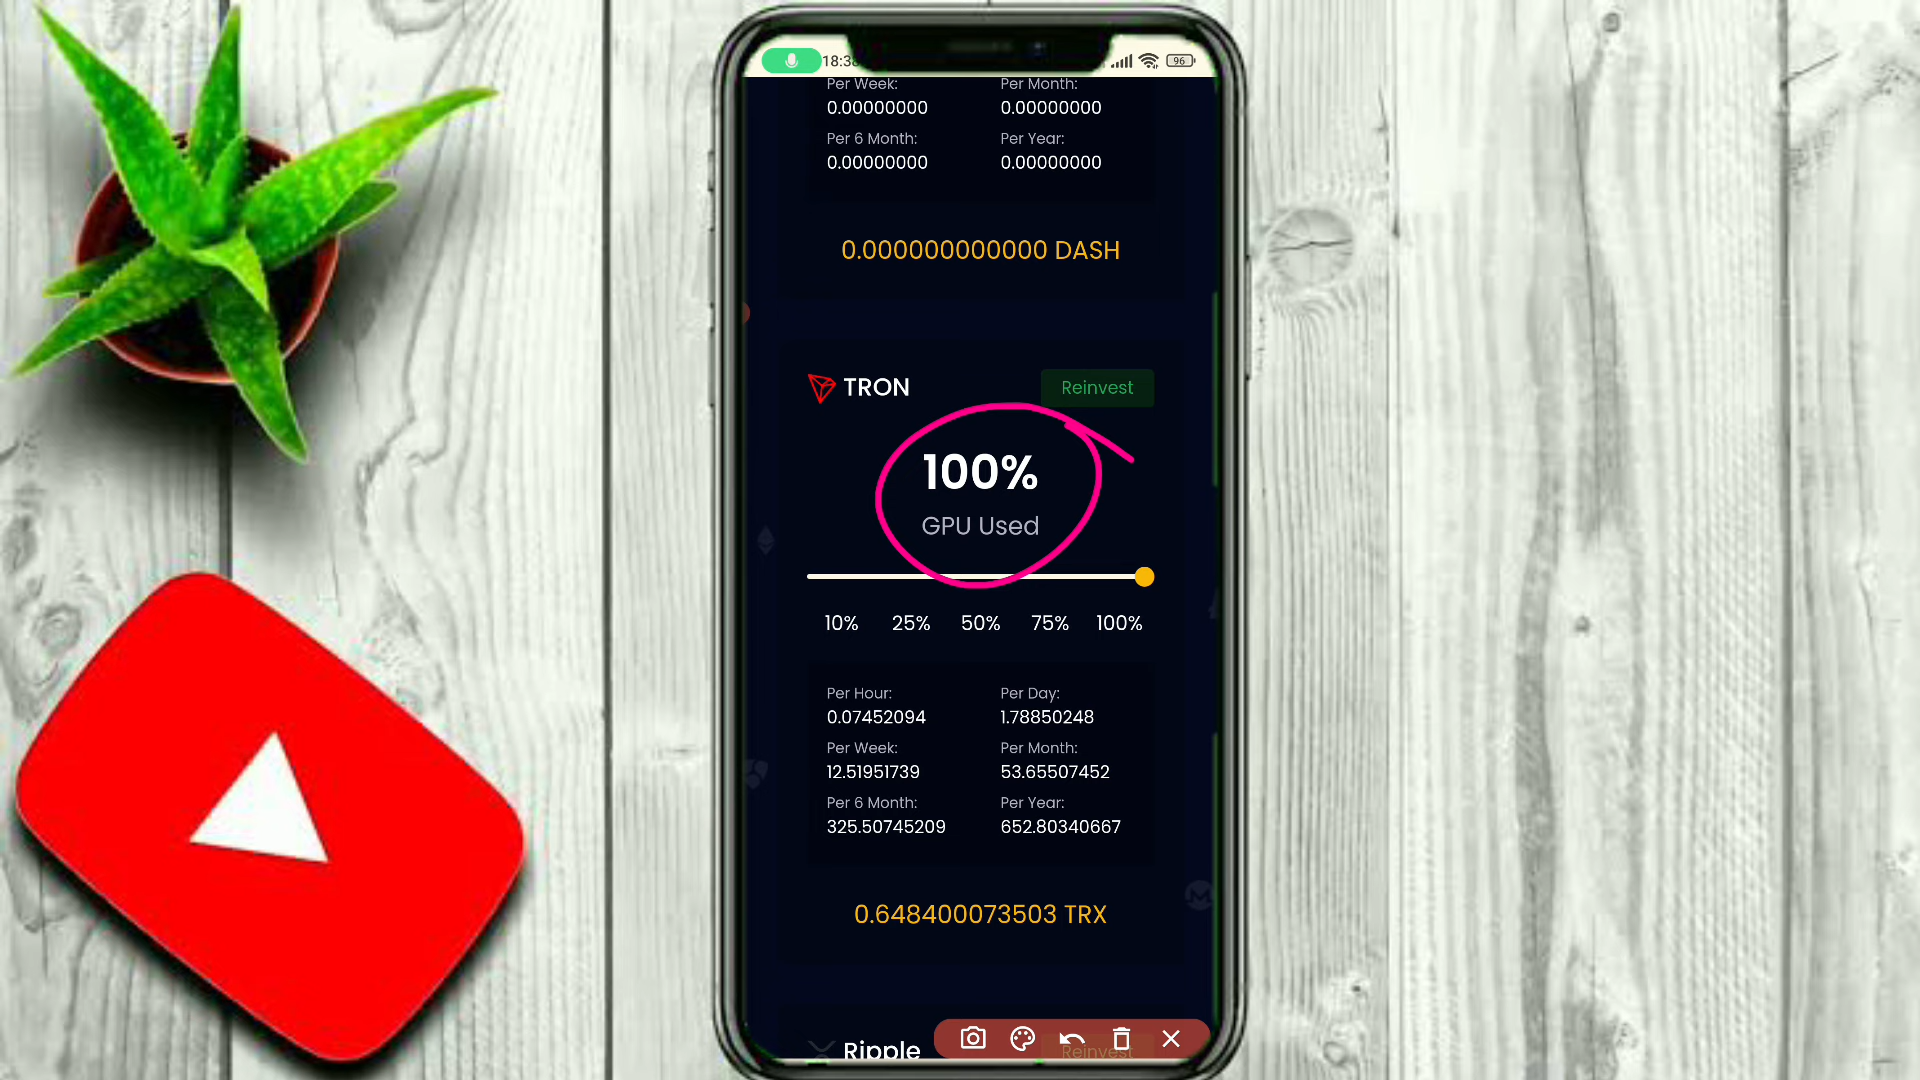 18:38
96
Per Week: Per Month:
0.00000000 0.00000000
Per 6 Month: Per Year:
0.00000000 0.00000000
0.000000000000 DASH
TRON Reinvest
100%
GPU Used
10% 25% 50% 75% 100%
Per Hour: Per Day:
0.07452094 1.78850248
Per Week: Per Month:
12.51951739 53.65507452
Per 6 Month: Per Year:
325.50745209 652.80340667
0.648400073503 TRX
Ripple Reinvest